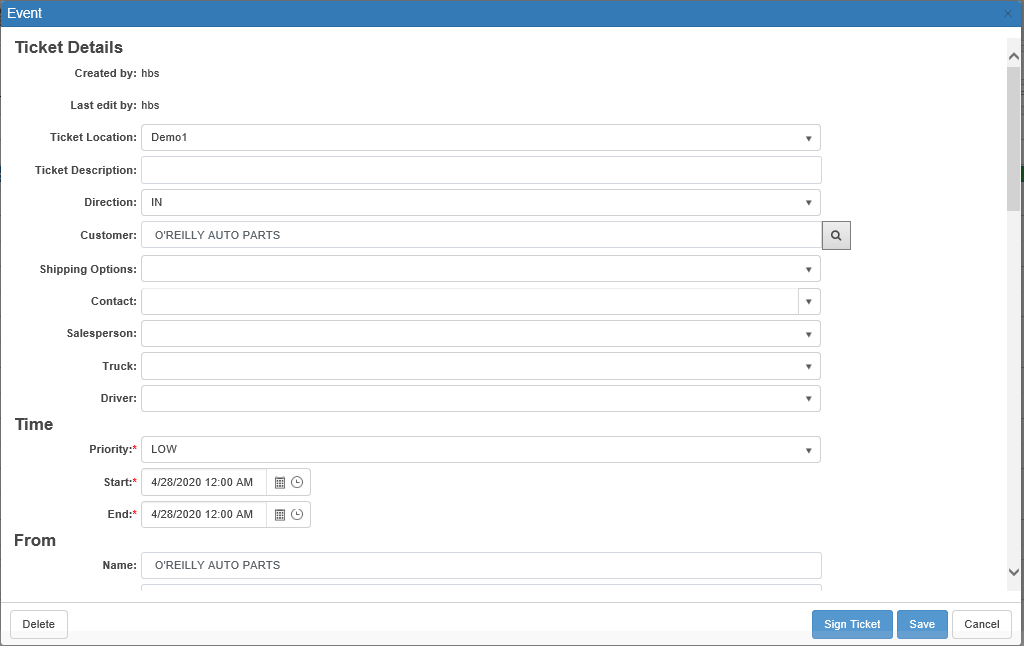 Event
Ticket Details
Created by: hbs
Last edit by: hbs
Ticket Location: Demo1
Ticket Description:
Direction: IN
Customer: O'REILLY AUTO PARTS
Shipping Options:
Contact:
Salesperson:
Truck:
Driver:
Time
Priority:* LOW
Start:* 4/28/2020 12:00 AM
End:* 4/28/2020 12:00 AM
From
Name: O'REILLY AUTO PARTS
Delete Sign Ticket Save Cancel